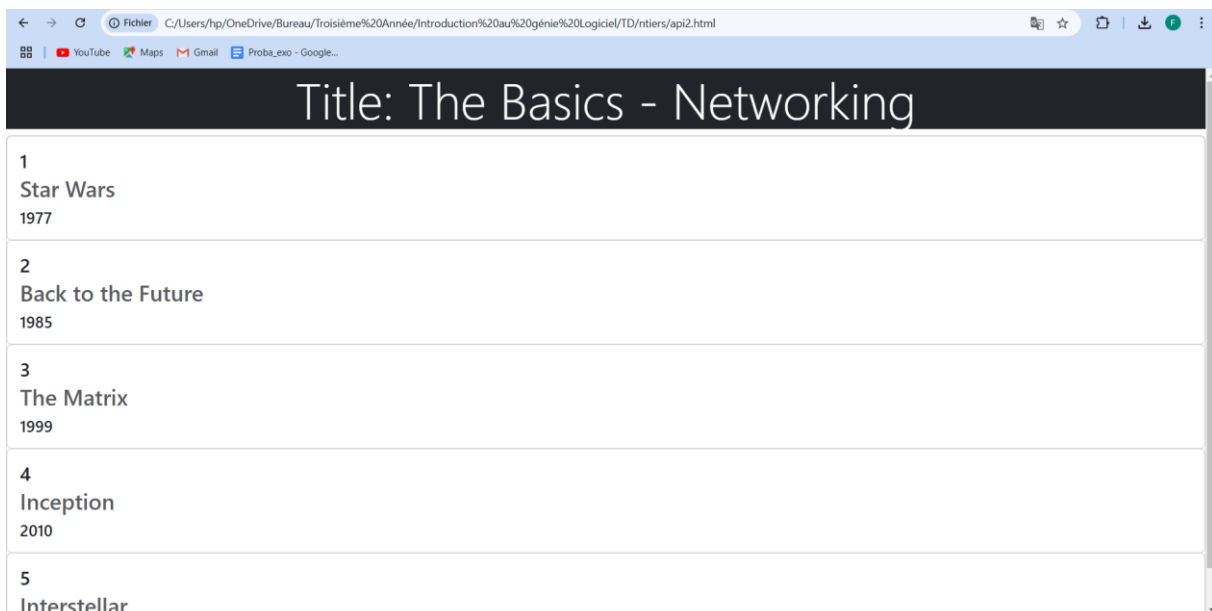 Fichier C:/Users/hp/OneDrive/Bureau/Troisième%20Année/Introduction%20au%20génie%20Logiciel/TD/ntiers/api2.html
F
YouTube Maps Gmail Proba_exo - Google...
Title: The Basics - Networking
1
Star Wars
1977
2
Back to the Future
1985
3
The Matrix
1999
4
Inception
2010
5
Interstellar